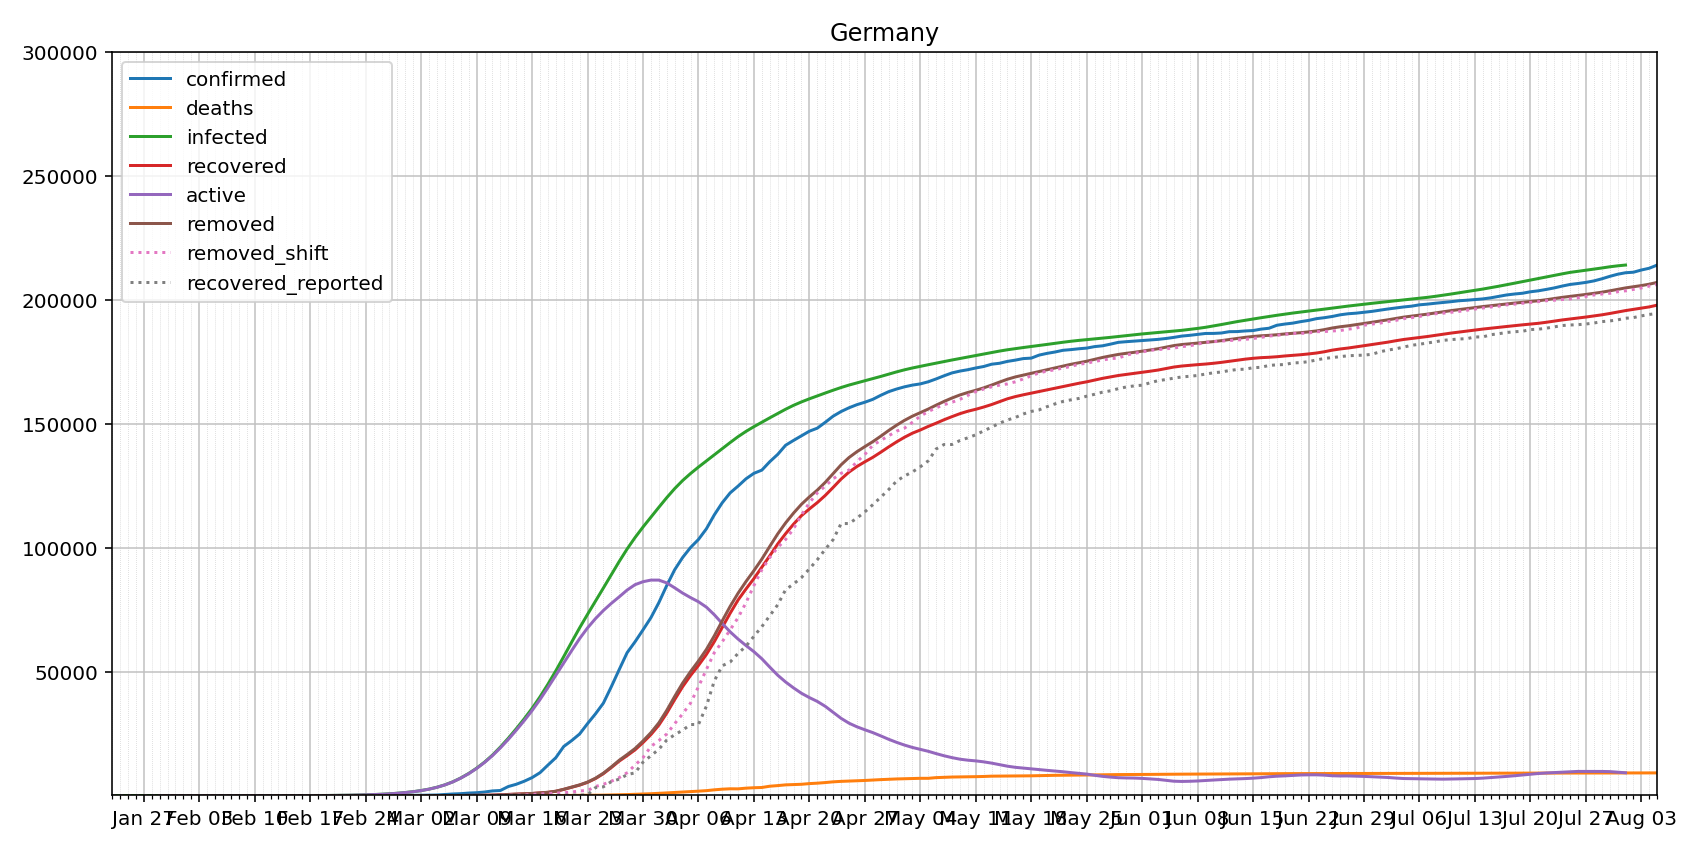 Germany
300000
250000
200000
150000
100000
50000
confirmed
deaths
infected
recovered
active
removed
removed_shift
recovered_reported
Jan 27 Feb 03 Feb 10 Feb 17 Feb 24 Mar 02 Mar 09 Mar 16 Mar 23 Mar 30 Apr 06 Apr 13 Apr 20 Apr 27 May 04 May 11 May 18 May 25 Jun 01 Jun 08 Jun 15 Jun 22 Jun 29 Jul 06 Jul 13 Jul 20 Jul 27 Aug 03